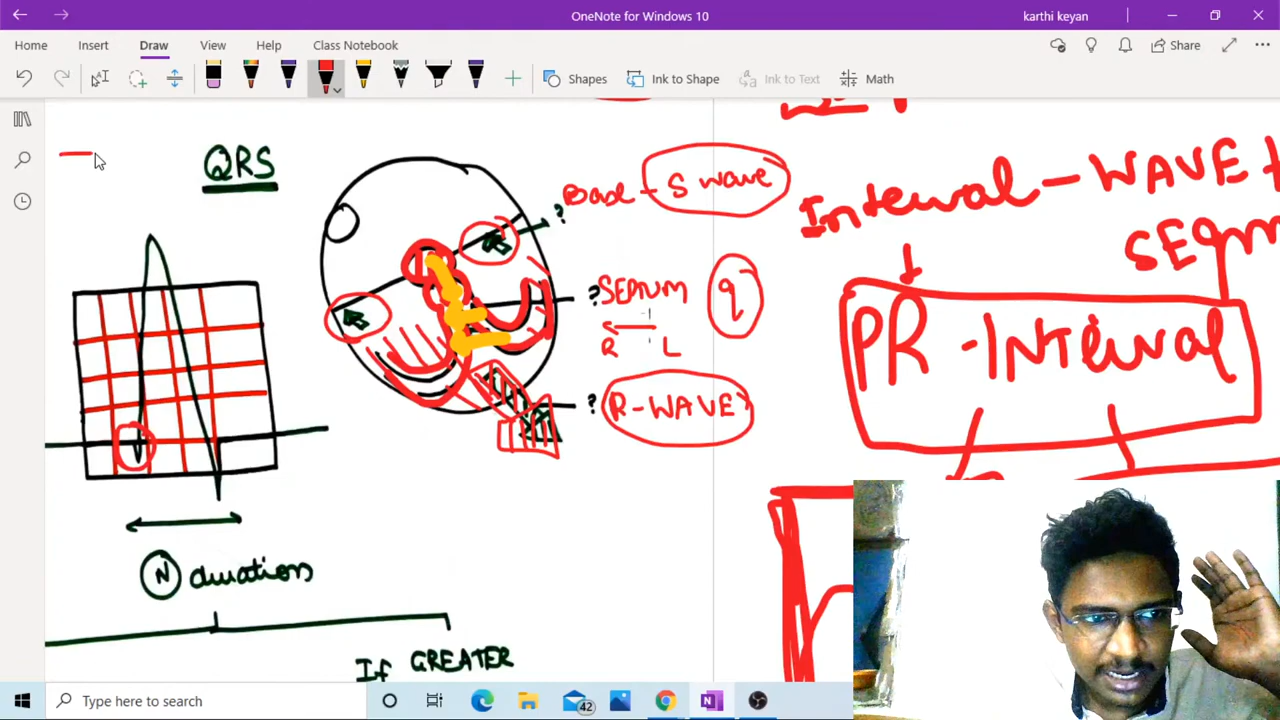 OneNote for Windows 10
karthi keyan
Home Insert Draw View Help Class Notebook
Share
Shapes
Ink to Shape
Ink to Text
Math
QRS
Base - S wave
?
?SEPTUM q
R L
? R-WAVE
N duration
If GREATER
Interval - WAVE +
SEGM
PR - INTERVAL
Type here to search
42